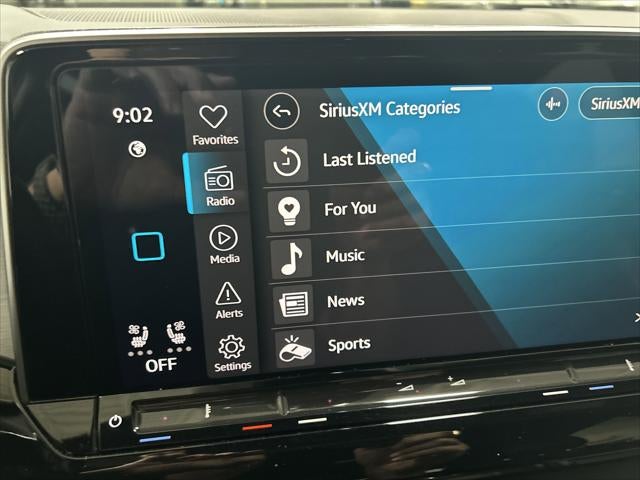 9:02
Favorites
Radio
Media
Alerts
Settings
OFF
SiriusXM Categories
SiriusXM
Last Listened
For You
Music
News
Sports